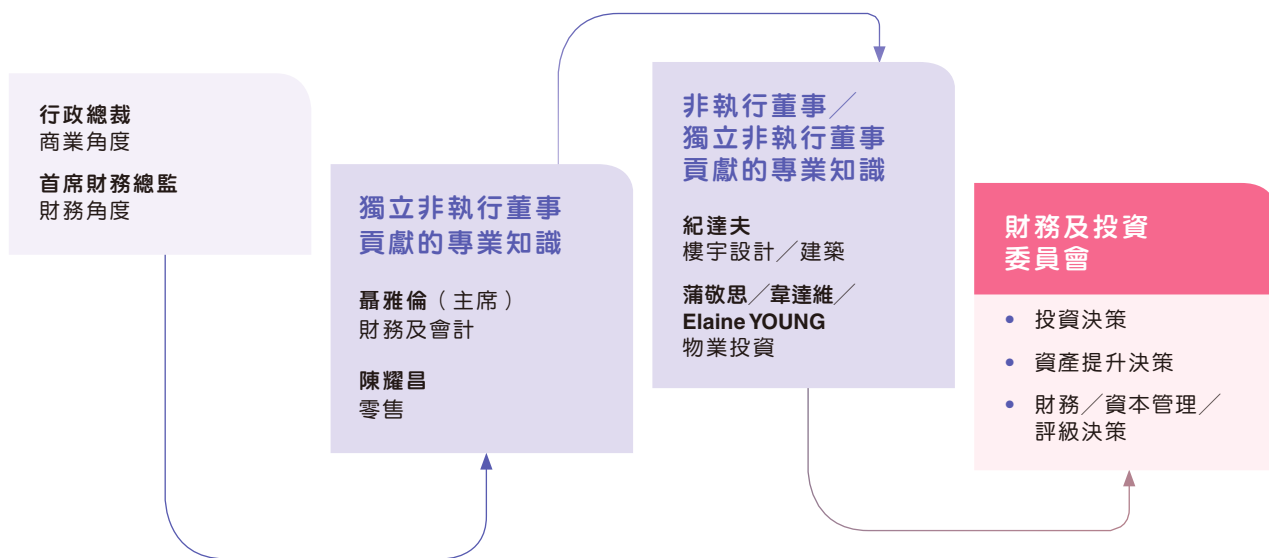 行政總裁
商業角度
首席財務總監
財務角度
獨立非執行董事
貢獻的專業知識
聶雅倫（主席）
財務及會計
陳耀昌
零售
非執行董事／
獨立非執行董事
貢獻的專業知識
紀達夫
樓宇設計／建築
蒲敬思／韋達維／
Elaine YOUNG
物業投資
財務及投資
委員會
• 投資決策
• 資產提升決策
• 財務／資本管理／
評級決策